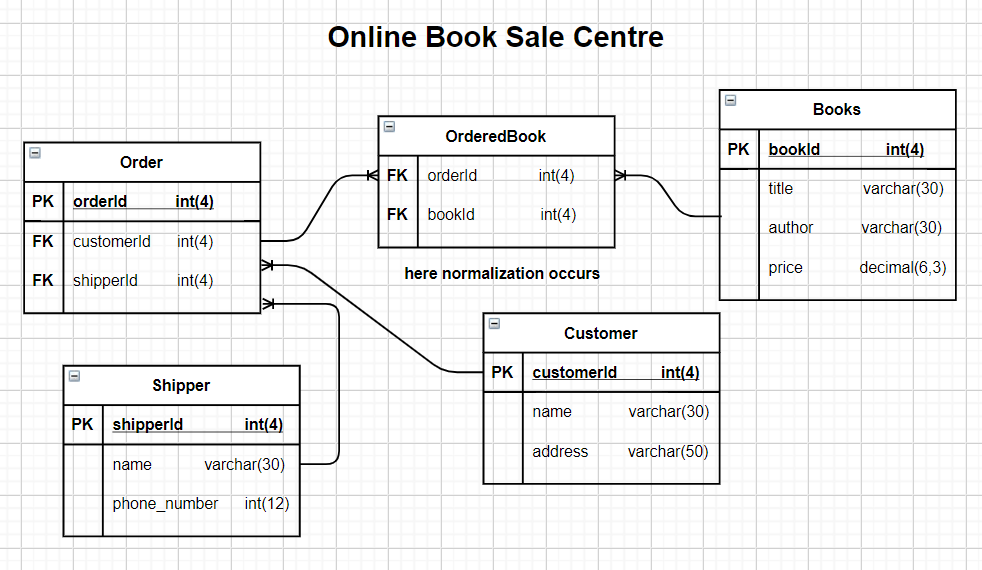 Online Book Sale Centre
Order
PK orderId int(4)
FK customerId int(4)
FK shipperId int(4)
OrderedBook
FK orderId int(4)
FK bookId int(4)
here normalization occurs
Books
PK bookId int(4)
title varchar(30)
author varchar(30)
price decimal(6,3)
Shipper
PK shipperId int(4)
name varchar(30)
phone_number int(12)
Customer
PK customerId int(4)
name varchar(30)
address varchar(50)